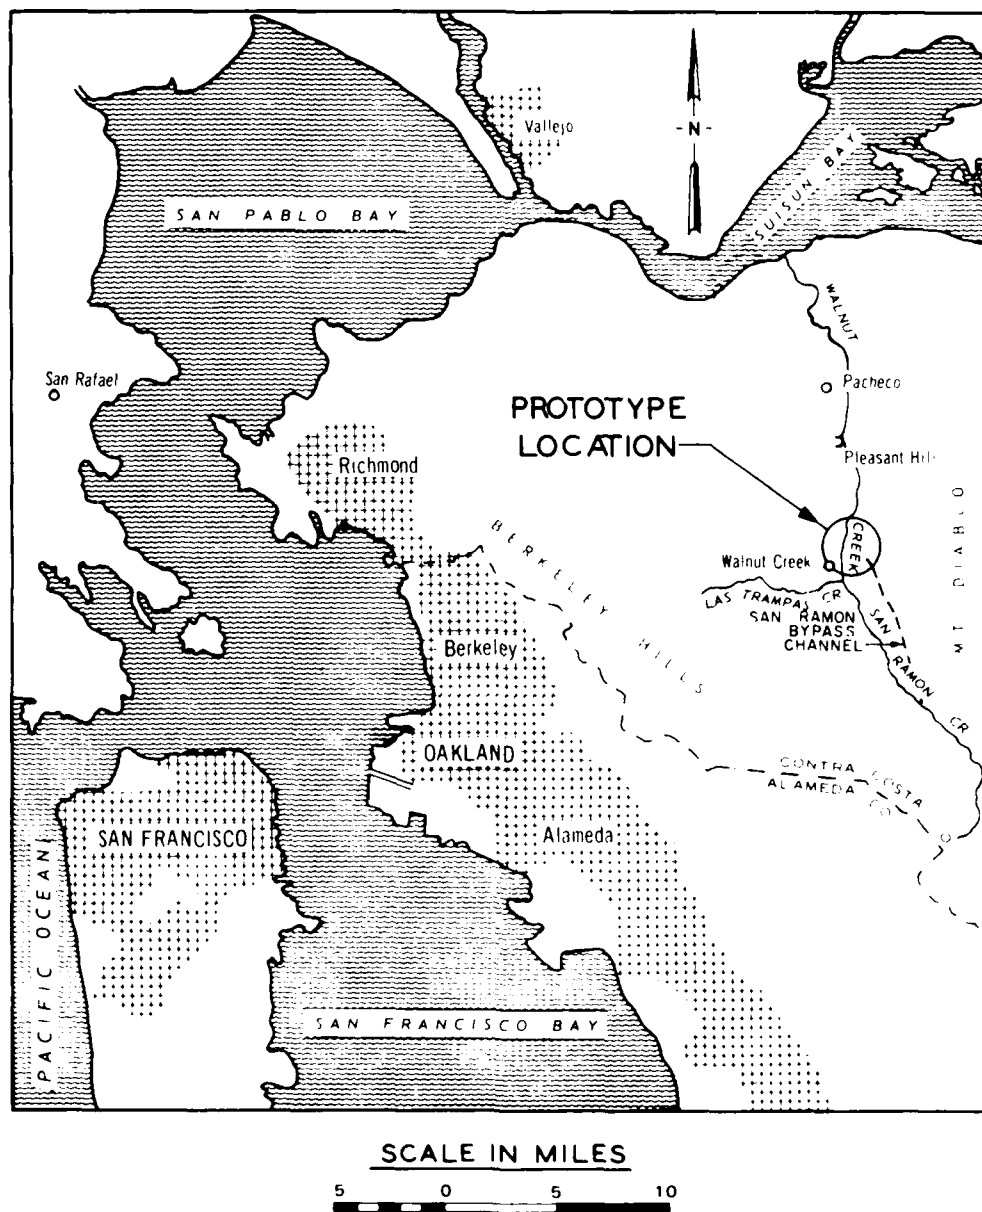 Vallejo
-N-
SAN PABLO BAY
SUISUN BAY
WALNUT
San Rafael
Pacheco
PROTOTYPE
LOCATION
Richmond
Pleasant Hil
BERKELEY HILLS
MT DIABLO
CREEK
Walnut Creek
LAS TRAMPAS CR
SAN RAMON
BYPASS
CHANNEL
SAN RAMON CR
Berkeley
OAKLAND
CONTRA COSTA
ALAMEDA CO
SAN FRANCISCO
Alameda
PACIFIC OCEAN
SAN FRANCISCO BAY
SCALE IN MILES
5 0 5 10